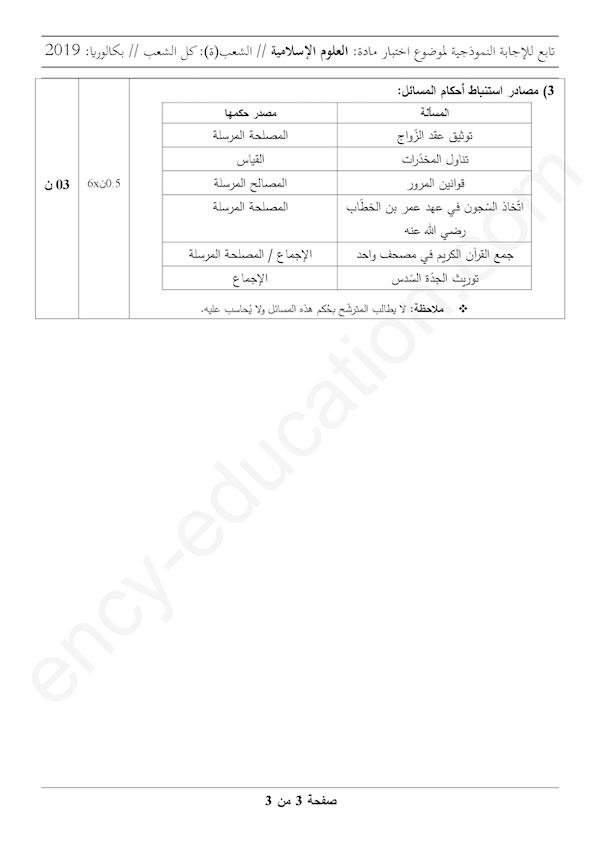 تابع للإجابة النموذجية لموضوع اختبار مادة: العلوم الإسلامية // الشعب(ة): كل الشعب // بكالوريا: 2019
3) مصادر استنباط أحكام المسائل:
المسألة مصدر حكمها
توثيق عقد الزّواج المصلحة المرسلة
تناول المخدّرات القياس
قوانين المرور المصالح المرسلة
اتّخاذ السّجون في عهد عمر بن الخطّاب المصلحة المرسلة
رضي الله عنه
جمع القرآن الكريم في مصحف واحد الإجماع / المصلحة المرسلة
توريث الجدّة السّدس الإجماع
❖ ملاحظة: لا يطالب المترشّح بحُكم هذه المسائل ولا يُحاسب عليه.
6x0.5ن
03 ن
ency-education.com
صفحة 3 من 3